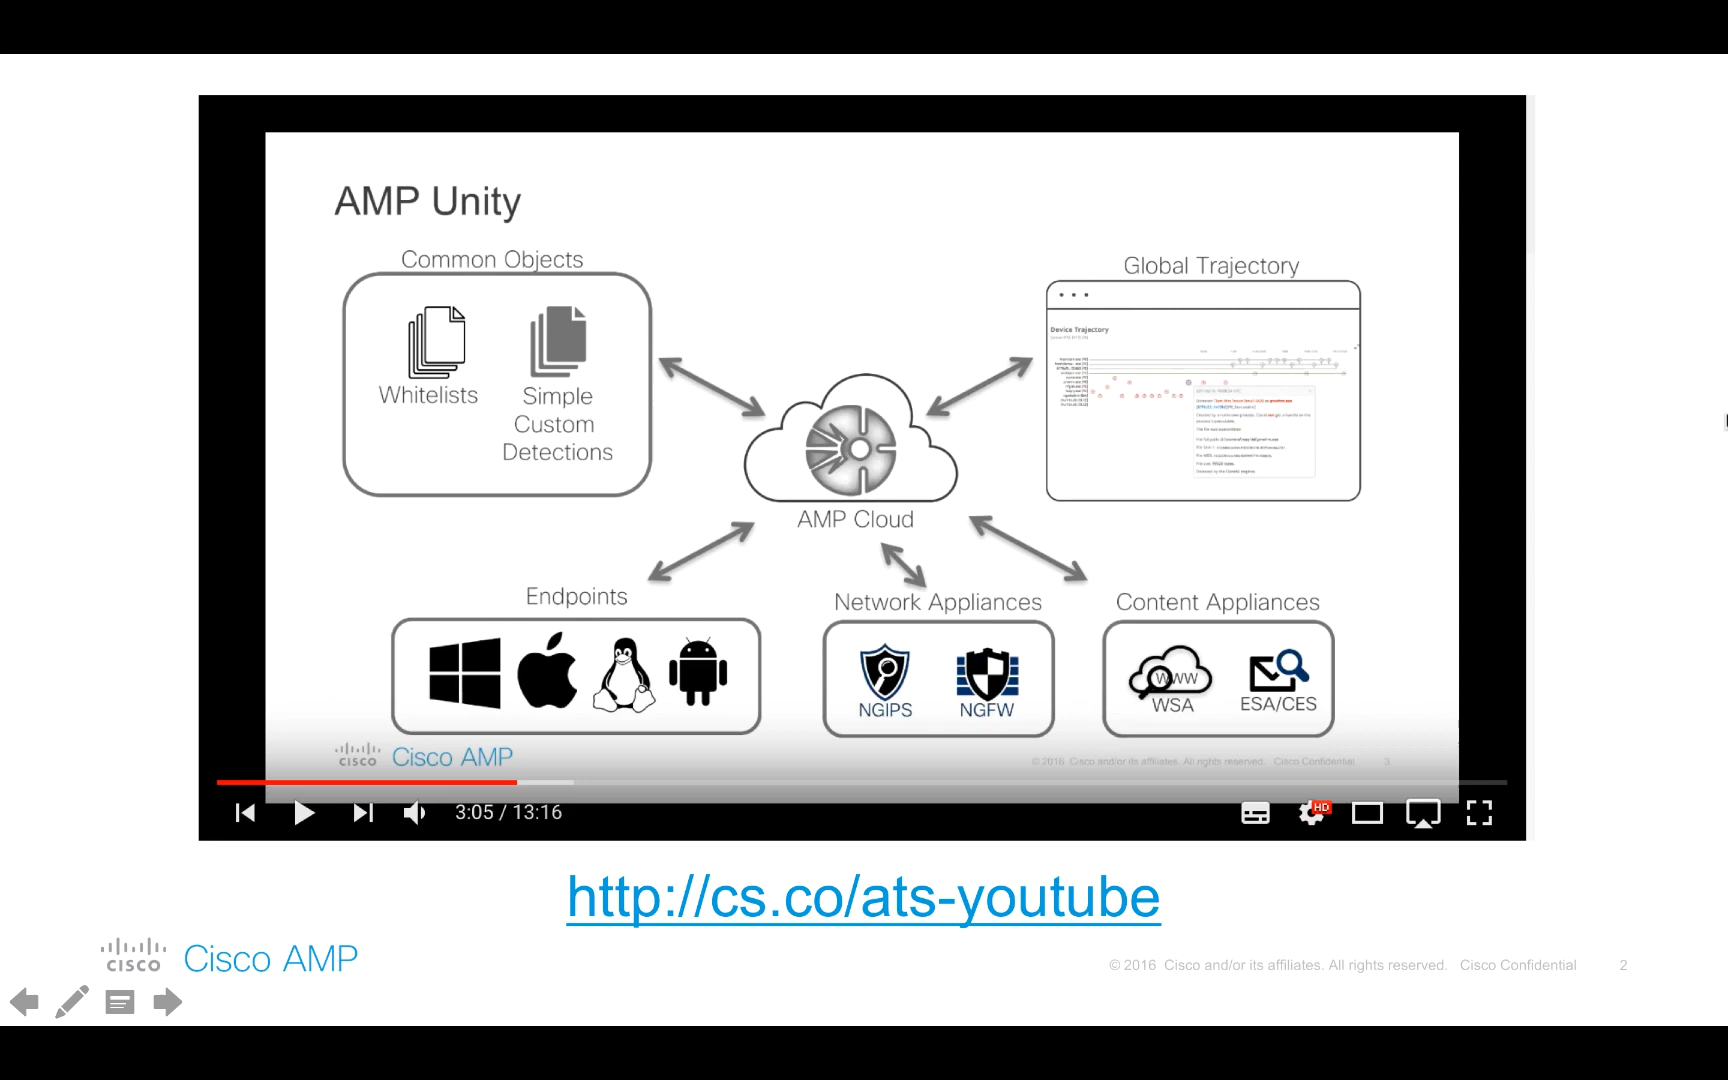 AMP Unity
Common Objects
Whitelists
Simple
Custom
Detections
Global Trajectory
Device Trajectory
AMP Cloud
Endpoints
Network Appliances
NGIPS
NGFW
Content Appliances
WWW
WSA
ESA/CES
CISCO
Cisco AMP
© 2016 Cisco and/or its affiliates. All rights reserved. Cisco Confidential 3
3:05 / 13:16
HD
http://cs.co/ats-youtube
CISCO
Cisco AMP
© 2016 Cisco and/or its affiliates. All rights reserved. Cisco Confidential 2